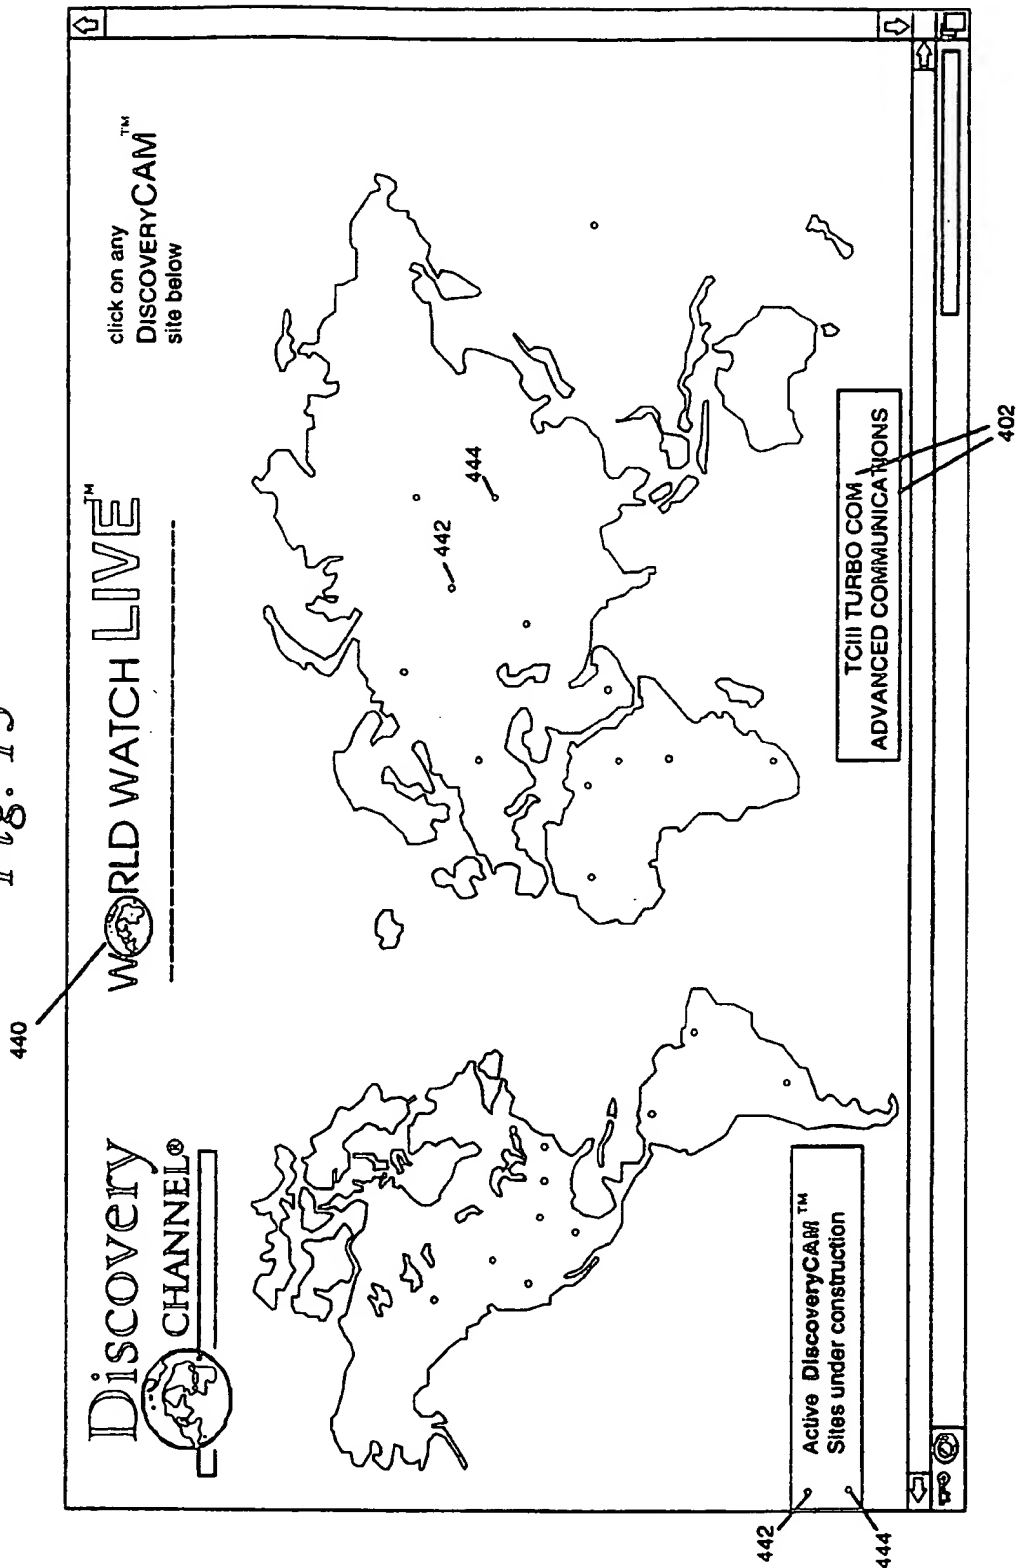 Discovery
CHANNEL®
440
WORLD WATCH LIVE™
click on any
DISCOVERYCAM™
site below
442
444
442
444
Active DiscoveryCAM™
Sites under construction
TCIII TURBO COM
ADVANCED COMMUNICATIONS
402